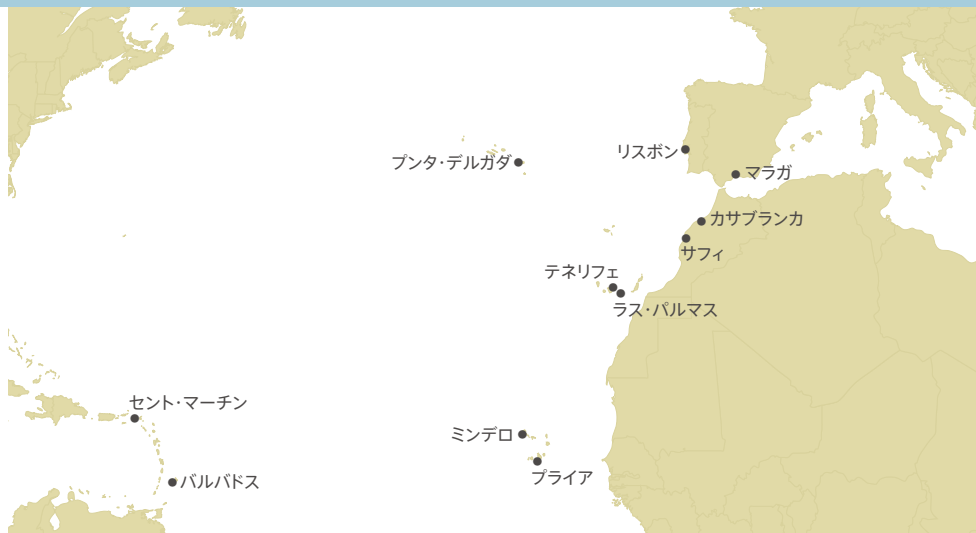 リスボン
プンタ・デルガダ
マラガ
カサブランカ
サフィ
テネリフェ
ラス・パルマス
セント・マーチン
ミンデロ
プライア
バルバドス